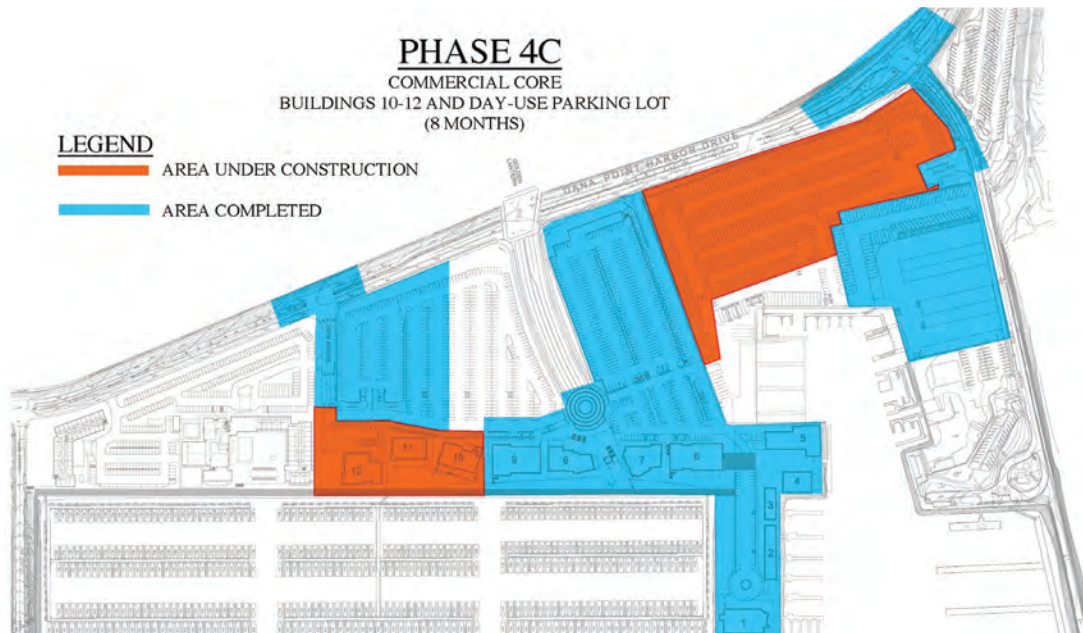 PHASE 4C
COMMERCIAL CORE
BUILDINGS 10-12 AND DAY-USE PARKING LOT
(8 MONTHS)
LEGEND
AREA UNDER CONSTRUCTION
AREA COMPLETED
DANA POINT HARBOR DRIVE
12
11
10
9
8
7
6
5
4
3
2
1